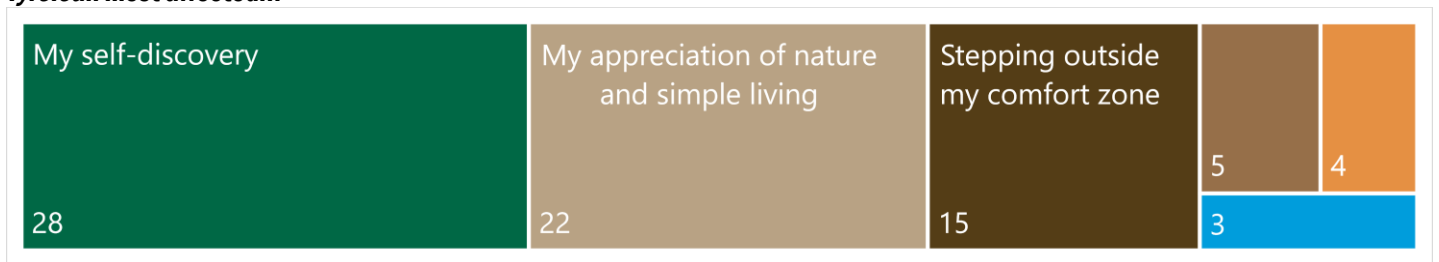 My self-discovery
28
My appreciation of nature
and simple living
22
Stepping outside
my comfort zone
15
5
4
3